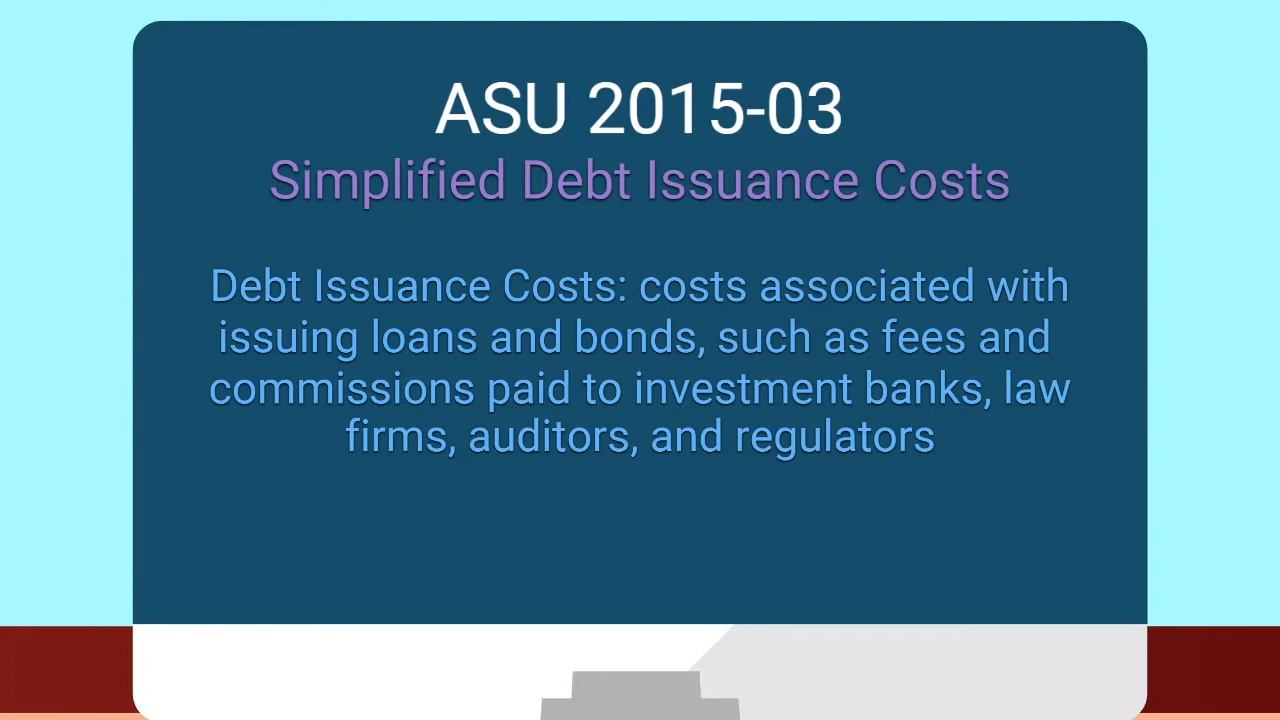 ASU 2015-03
Simplified Debt Issuance Costs
Debt Issuance Costs: costs associated with
issuing loans and bonds, such as fees and
commissions paid to investment banks, law
firms, auditors, and regulators